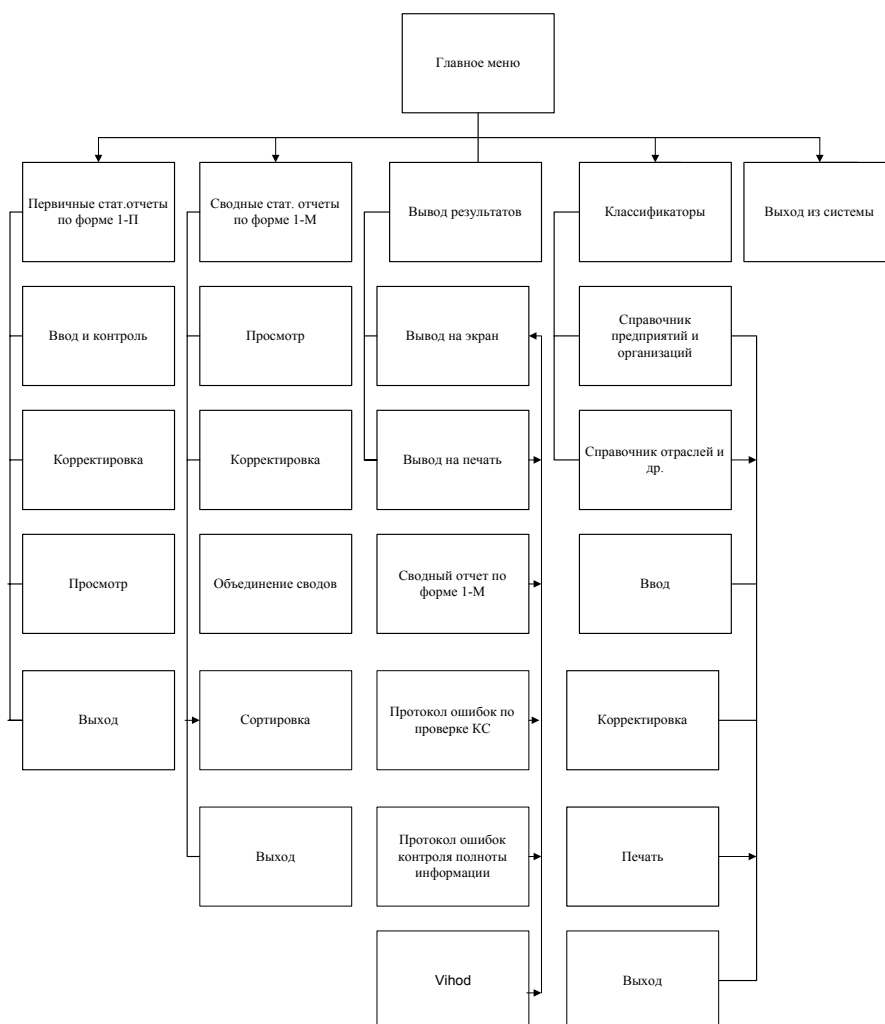 Главное меню
Первичные стат.отчеты
по форме 1-П
Сводные стат. отчеты
по форме 1-М
Вывод результатов
Классификаторы
Выход из системы
Ввод и контроль
Просмотр
Вывод на экран
Справочник
предприятий и
организаций
Корректировка
Корректировка
Вывод на печать
Справочник отраслей и
др.
Просмотр
Объединение сводов
Сводный отчет по
форме 1-М
Ввод
Выход
Сортировка
Протокол ошибок по
проверке КС
Корректировка
Выход
Протокол ошибок
контроля полноты
информации
Печать
Vihod
Выход